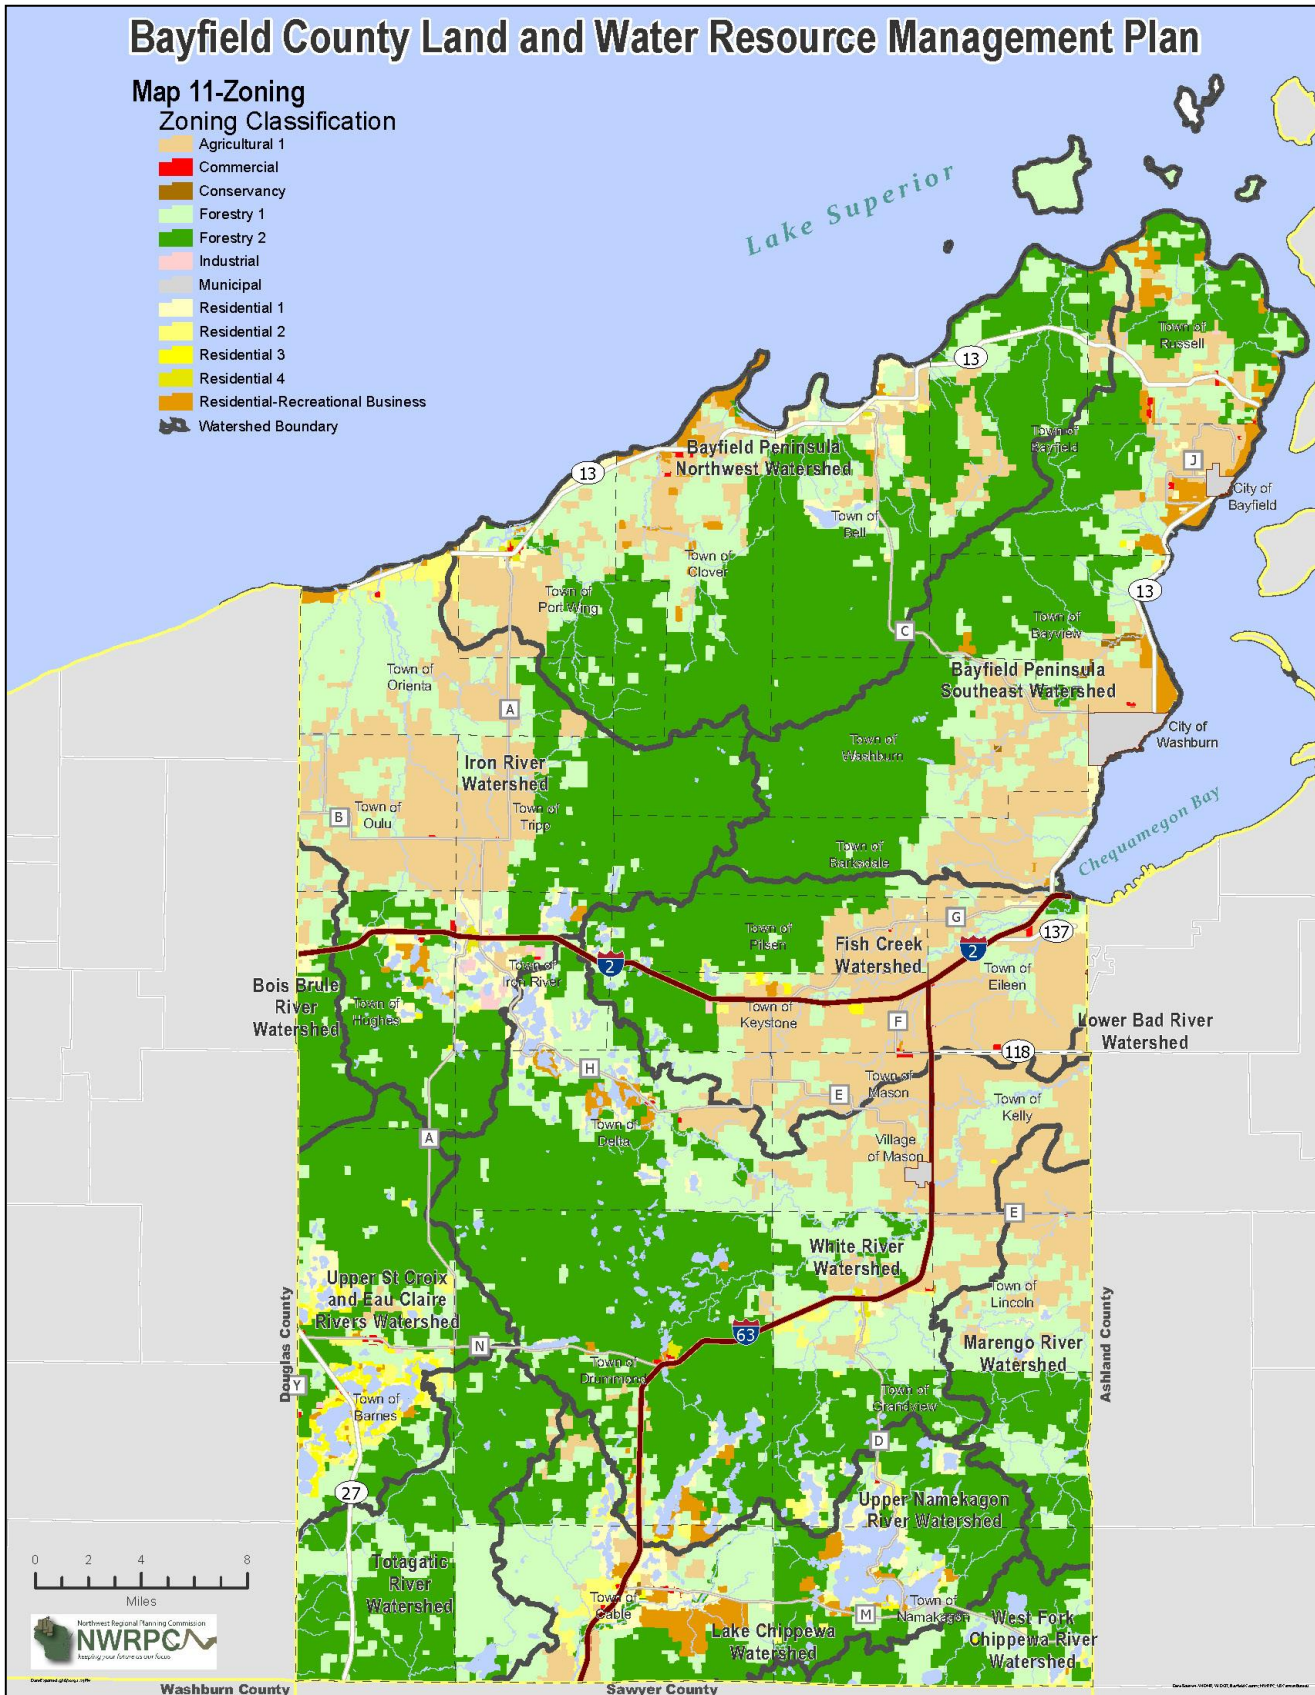 Bayfield County Land and Water Resource Management Plan
Map 11-Zoning
Zoning Classification
Agricultural 1
Commercial
Conservancy
Forestry 1
Forestry 2
Industrial
Municipal
Residential 1
Residential 2
Residential 3
Residential 4
Residential-Recreational Business
Watershed Boundary
Lake Superior
13
Town of
Russell
Town of
Bayfield
J
City of
Bayfield
Bayfield Peninsula
Northwest Watershed
13
Town of
Bell
Town of
Clover
Town of
Port Wing
13
C
Town of
Bayview
Town of
Orienta
Bayfield Peninsula
Southeast Watershed
A
City of
Washburn
Town of
Washburn
Iron River
Watershed
B
Town of
Oulu
Town of
Tripp
Chequamegon Bay
Town of
Barksdale
G
137
Town of
Pilsen
Fish Creek
Watershed
2
2
Town of
Iron River
Town of
Eileen
Bois Brule
River
Watershed
Town of
Hughes
Town of
Keystone
F
Lower Bad River
Watershed
118
H
E
Town of
Mason
Town of
Kelly
A
Town of
Delta
Village
of Mason
E
White River
Watershed
Town of
Lincoln
Upper St Croix
and Eau Claire
Rivers Watershed
Douglas County
Ashland County
63
N
Marengo River
Watershed
Town of
Drummond
Y
Town of
Barnes
Town of
Grandview
D
27
Upper Namekagon
River Watershed
0 2 4 8
Miles
Totagatic
River
Watershed
Town of
Cable
M
Town of
Namakagon
West Fork
Chippewa River
Watershed
Lake Chippewa
Watershed
Northwest Regional Planning Commission
NWRPC
keeping your future as our focus
Washburn County
Sawyer County